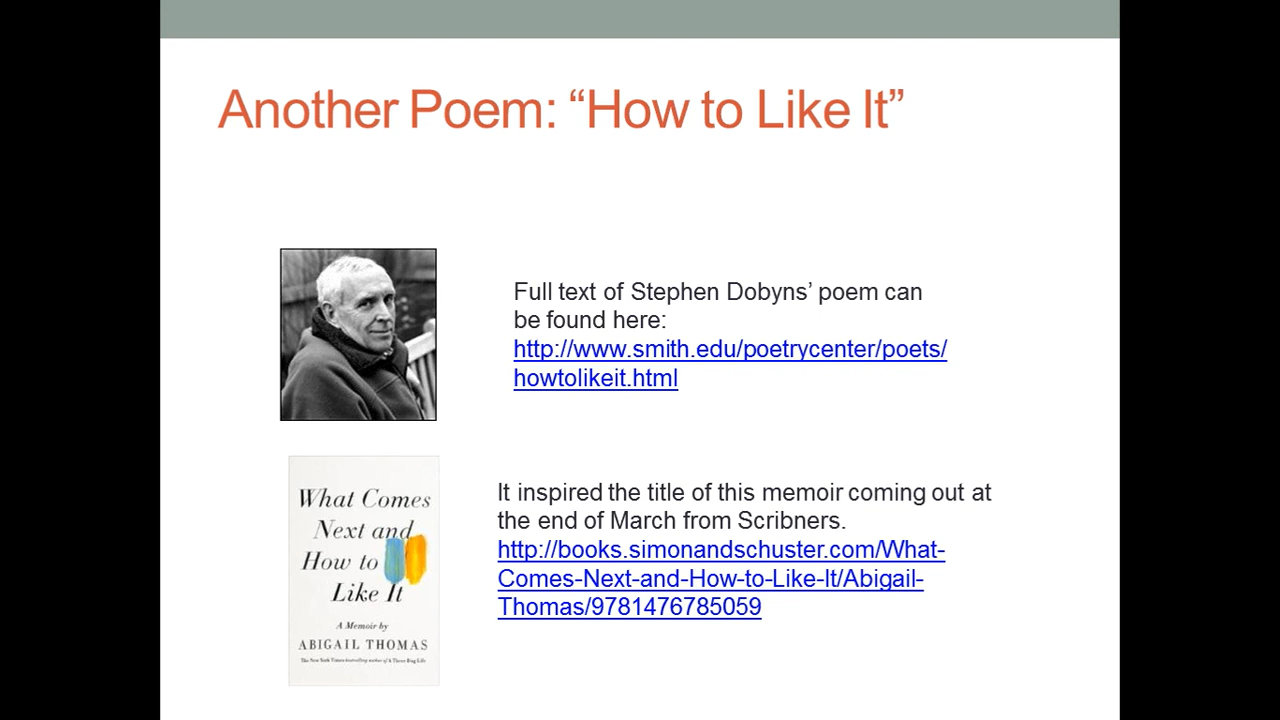 Another Poem: “How to Like It”
Full text of Stephen Dobyns’ poem can
be found here:
http://www.smith.edu/poetrycenter/poets/
howtolikeit.html
What Comes
Next and
How to
Like It
A Memoir by
ABIGAIL THOMAS
The New York Times bestselling author of A Three Dog Life
It inspired the title of this memoir coming out at
the end of March from Scribners.
http://books.simonandschuster.com/What-
Comes-Next-and-How-to-Like-It/Abigail-
Thomas/9781476785059